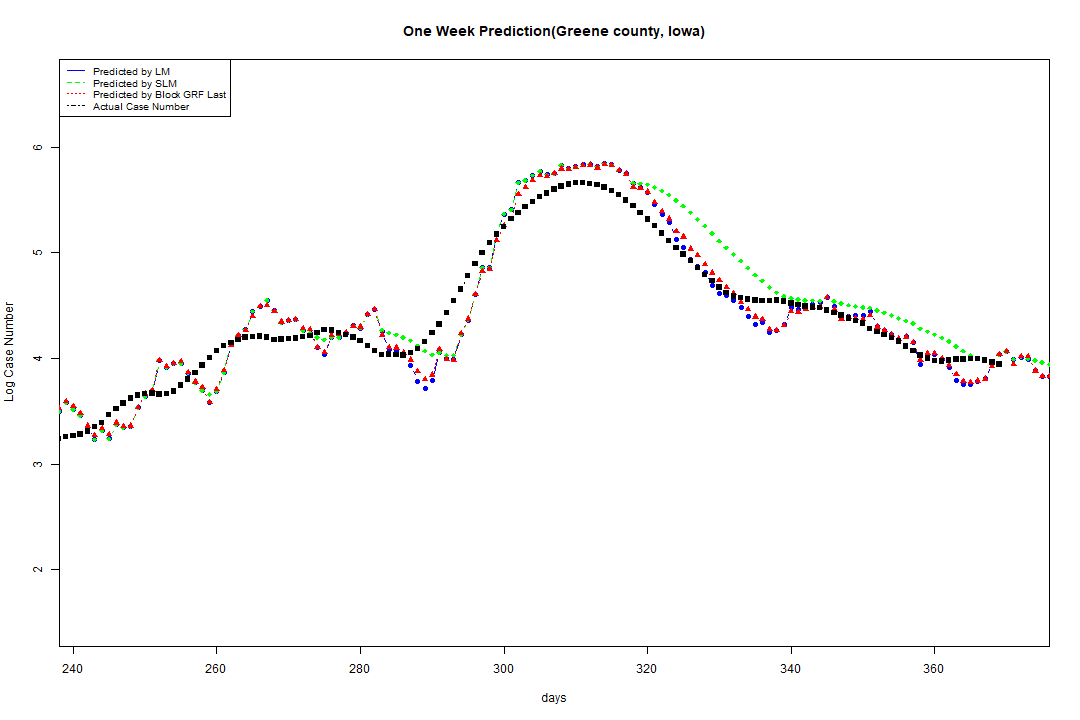 One Week Prediction(Greene county, Iowa)
Predicted by LM
Predicted by SLM
Predicted by Block GRF Last
Actual Case Number
Log Case Number
6
5
4
3
2
240 260 280 300 320 340 360
days